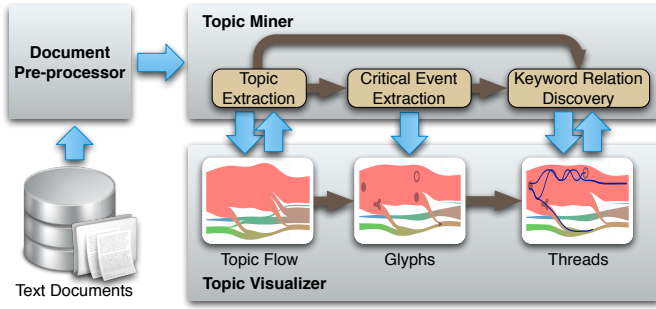 Document
Pre-processor
Topic Miner
Topic
Extraction
Critical Event
Extraction
Keyword Relation
Discovery
Topic Flow
Glyphs
Threads
Topic Visualizer
Text Documents